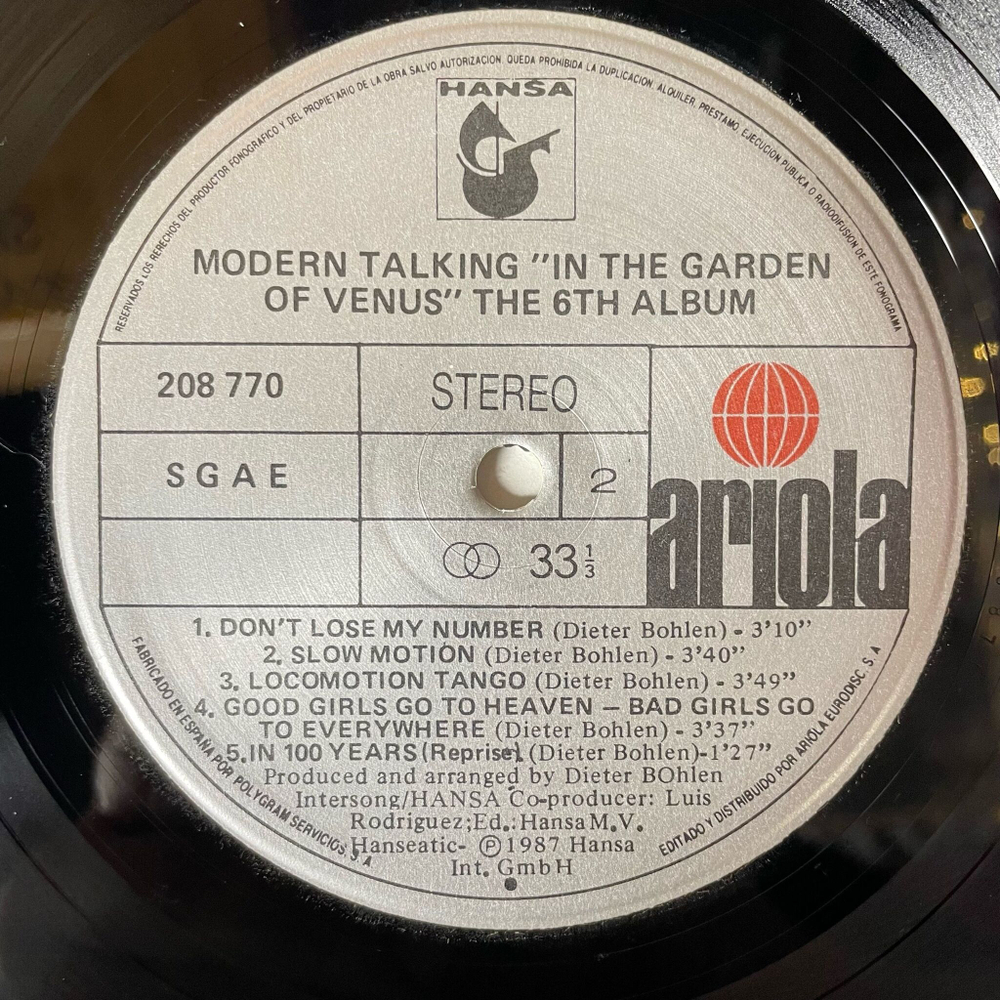 RESERVADOS LOS RERECHOS DEL PRODUCTOR FONOGRAFICO Y DEL PROPIETARIO DE LA OBRA SALVO AUTORIZACION. QUEDA PROHIBIDA LA DUPLICACION. ALQUILER, PRESTAMO, EJECUCION PUBLICA O RADIODIFUSION DE ESTE FONOGRAMA
HANSA
MODERN TALKING "IN THE GARDEN
OF VENUS" THE 6TH ALBUM
208 770
STEREO
SGAE
2
33 1/3
ariola
1. DON'T LOSE MY NUMBER (Dieter Bohlen) - 3'10"
2. SLOW MOTION (Dieter Bohlen) - 3'40"
3. LOCOMOTION TANGO (Dieter Bohlen) - 3'49"
4. GOOD GIRLS GO TO HEAVEN – BAD GIRLS GO
TO EVERYWHERE (Dieter Bohlen) - 3'37"
5. IN 100 YEARS (Reprise) (Dieter Bohlen)-1'27"
Produced and arranged by Dieter BOhlen
Intersong/HANSA Co-producer: Luis
Rodriguez;Ed.:Hansa M.V.
Hanseatic- Ⓟ 1987 Hansa
Int. GmbH
FABRICADO EN ESPAÑA POR POLYGRAM SERVICIOS, S A
EDITADO Y DISTRIBUIDO POR ARIOLA EURODISC, S. A